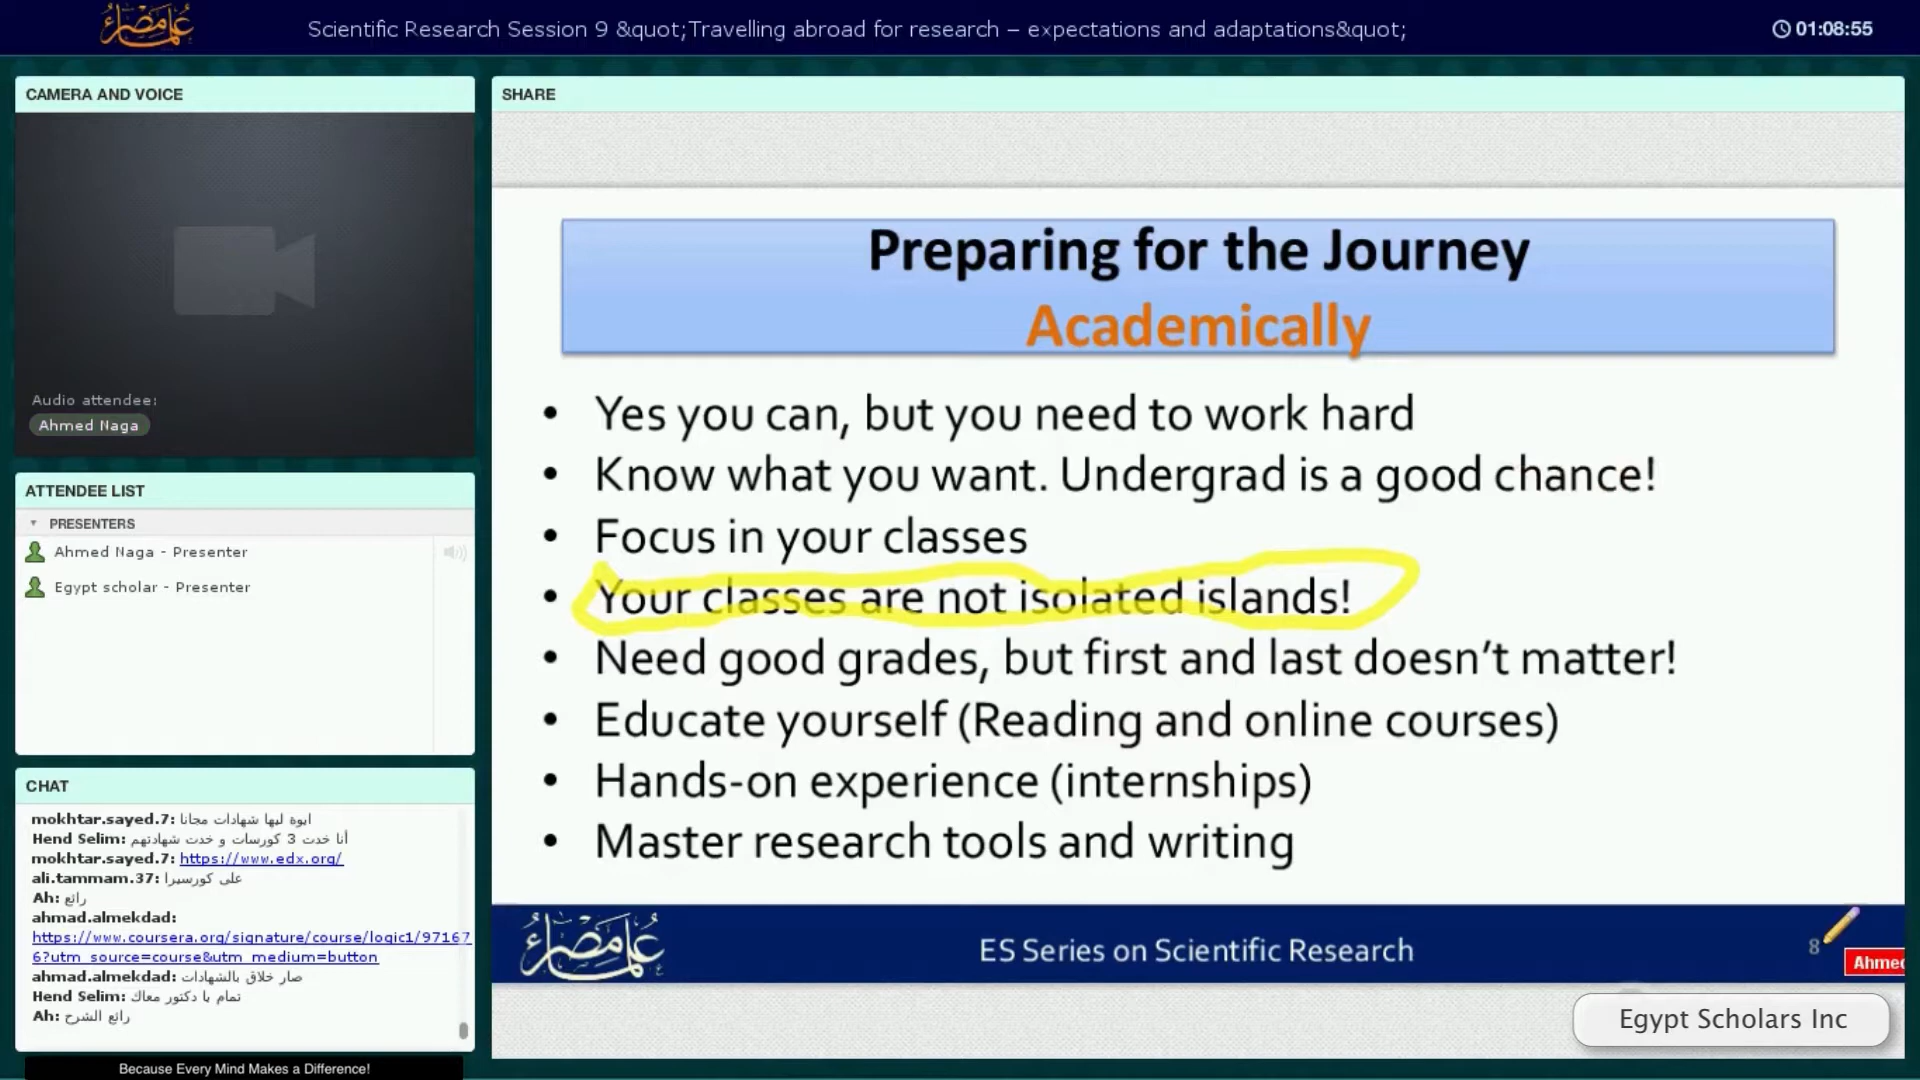 علماء مصر
Scientific Research Session 9 &quot;Travelling abroad for research – expectations and adaptations&quot;
01:08:55
CAMERA AND VOICE
Audio attendee:
Ahmed Naga
ATTENDEE LIST
PRESENTERS
Ahmed Naga - Presenter
Egypt scholar - Presenter
CHAT
mokhtar.sayed.7: ايوة ليها شهادات مجانا
Hend Selim: أنا خدت 3 كورسات و خدت شهادتهم
mokhtar.sayed.7: https://www.edx.org/
ali.tammam.37: على كورسيرا
Ah: رائع
ahmad.almekdad:
https://www.coursera.org/signature/course/logic1/97167
6?utm_source=course&utm_medium=button
ahmad.almekdad: صار خلاق بالشهادات
Hend Selim: تمام يا دكتور معاك
Ah: رائع الشرح
Because Every Mind Makes a Difference!
SHARE
Preparing for the Journey
Academically
• Yes you can, but you need to work hard
• Know what you want. Undergrad is a good chance!
• Focus in your classes
• Your classes are not isolated islands!
• Need good grades, but first and last doesn’t matter!
• Educate yourself (Reading and online courses)
• Hands-on experience (internships)
• Master research tools and writing
علماء مصر
ES Series on Scientific Research
8
Ahmed
Egypt Scholars Inc